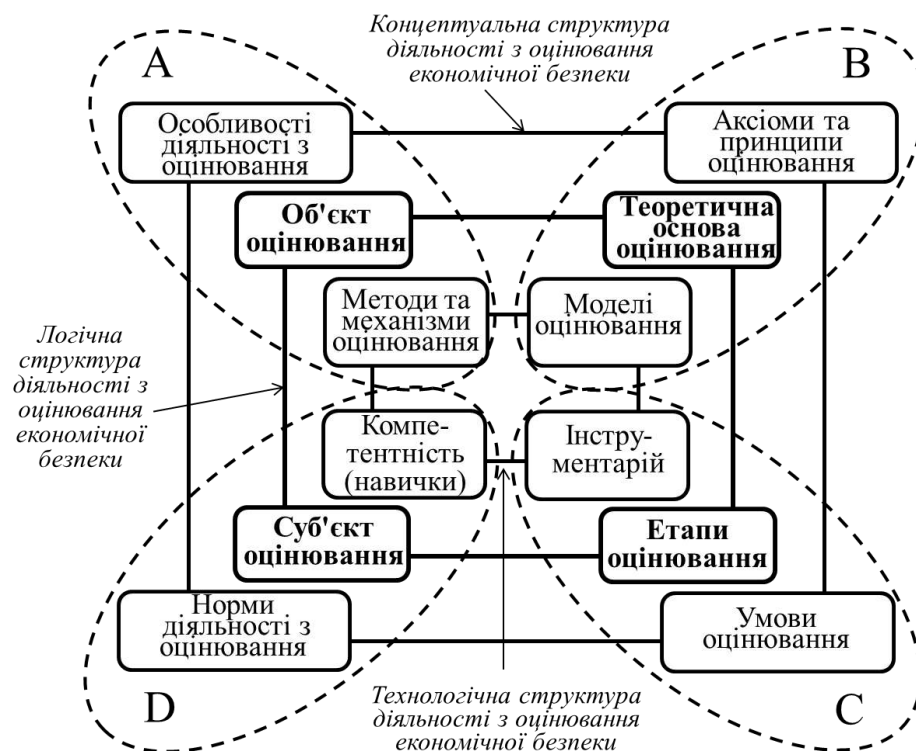 Концептуальна структура
діяльності з оцінювання
економічної безпеки
A
B
Особливості
діяльності з
оцінювання
Аксіоми та
принципи
оцінювання
Об'єкт
оцінювання
Теоретична
основа
оцінювання
Методи та
механізми
оцінювання
Моделі
оцінювання
Логічна
структура
діяльності з
оцінювання
економічної
безпеки
Компе-
тентність
(навички)
Інстру-
ментарій
Суб'єкт
оцінювання
Етапи
оцінювання
Норми
діяльності з
оцінювання
Умови
оцінювання
D
C
Технологічна структура
діяльності з оцінювання
економічної безпеки